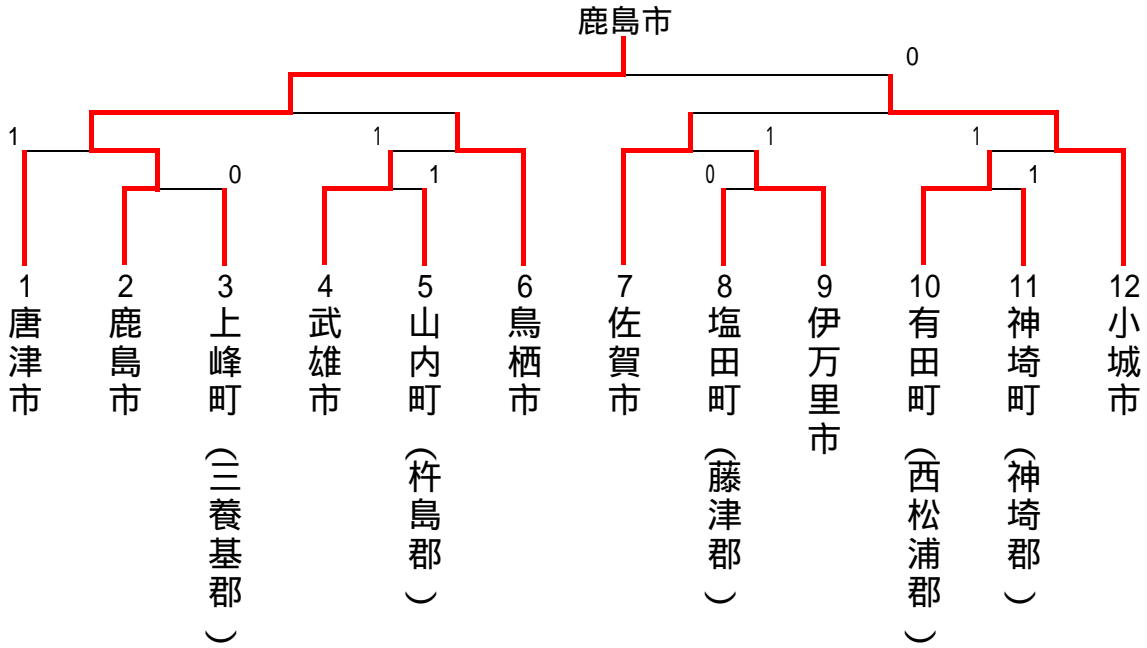 鹿島市
0
1
1
1
1
0
1
0
1
1
唐津市
2
鹿島市
3
上峰町(三養基郡)
4
武雄市
5
山内町(杵島郡)
6
鳥栖市
7
佐賀市
8
塩田町(藤津郡)
9
伊万里市
10
有田町(西松浦郡)
11
神埼町(神埼郡)
12
小城市